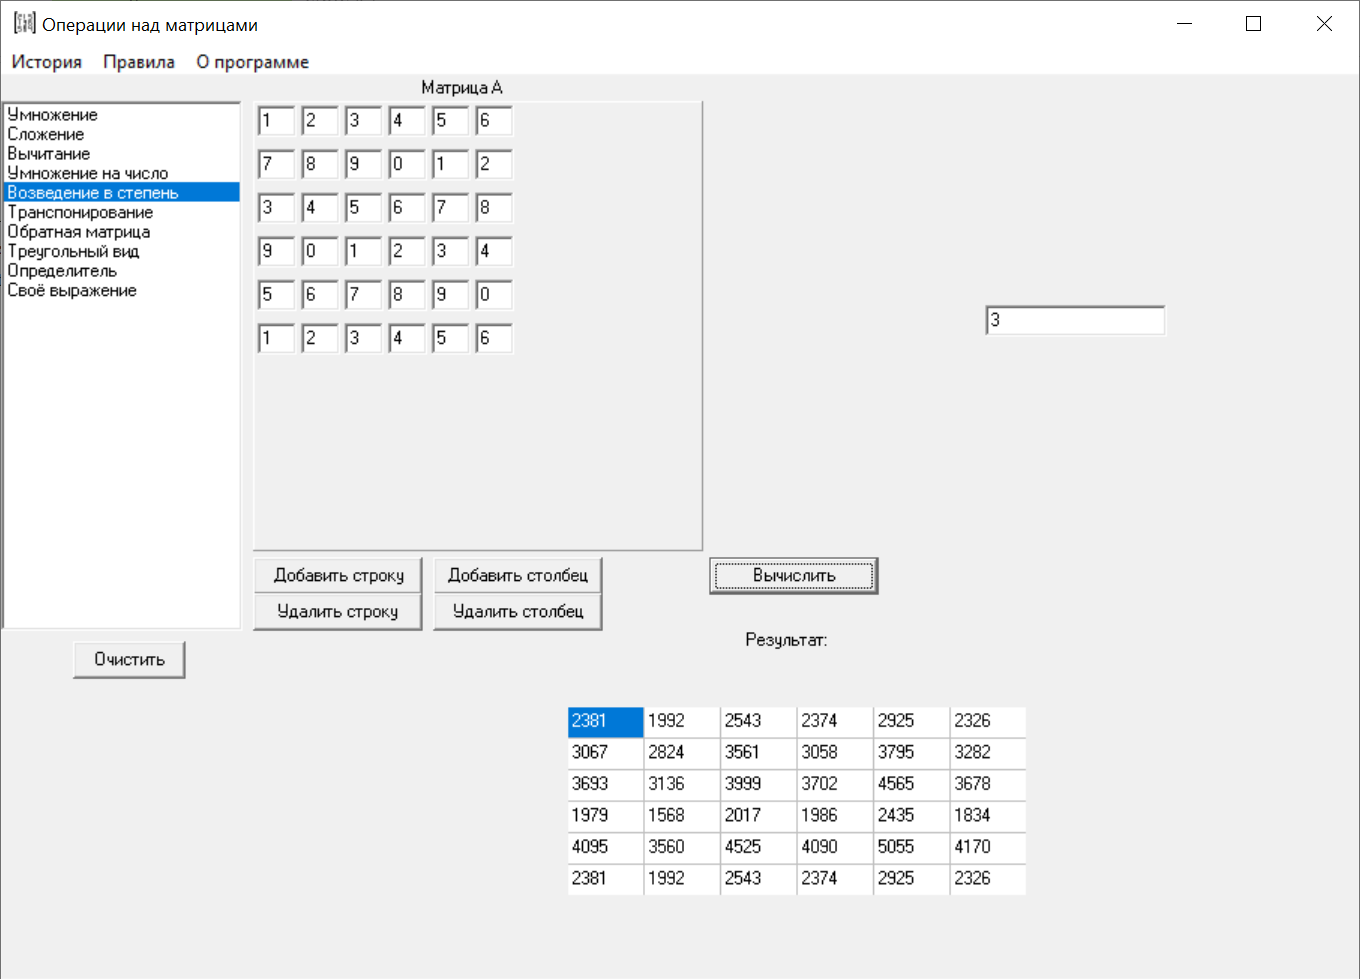 Операции над матрицами
История Правила О программе
Матрица А
Умножение
Сложение
Вычитание
Умножение на число
Возведение в степень
Транспонирование
Обратная матрица
Треугольный вид
Определитель
Своё выражение
1 2 3 4 5 6
7 8 9 0 1 2
3 4 5 6 7 8
9 0 1 2 3 4
5 6 7 8 9 0
1 2 3 4 5 6
3
Добавить строку Добавить столбец Вычислить
Удалить строку Удалить столбец
Очистить
Результат:
2381 1992 2543 2374 2925 2326
3067 2824 3561 3058 3795 3282
3693 3136 3999 3702 4565 3678
1979 1568 2017 1986 2435 1834
4095 3560 4525 4090 5055 4170
2381 1992 2543 2374 2925 2326